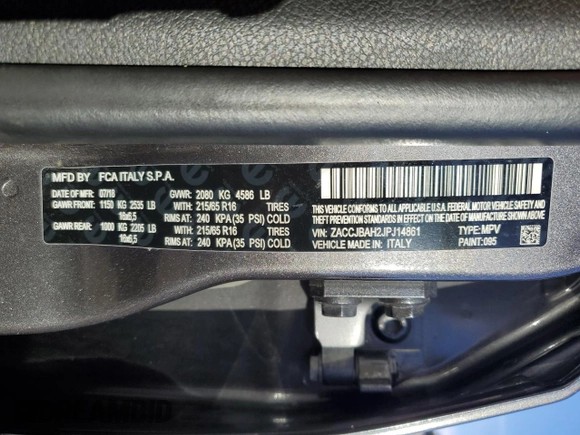 MFD BY FCA ITALY S.P.A.
DATE OF MFR: 07/18 GVWR: 2080 KG 4586 LB
GAWR FRONT: 1150 KG 2535 LB WITH 215/65 R16 TIRES
16x6,5 RIMS AT: 240 KPA(35 PSI) COLD
GAWR REAR: 1000 KG 2205 LB WITH 215/65 R16 TIRES
16x6,5 RIMS AT: 240 KPA(35 PSI) COLD
THIS VEHICLE CONFORMS TO ALL APPLICABLE U.S.A. FEDERAL MOTOR VEHICLE SAFETY AND
THEFT PREVENTION STANDARDS IN EFFECT ON THE DATE OF MANUFACTURE SHOWN ABOVE.
VIN: ZACCJBAH2JPJ14861 TYPE: MPV
VEHICLE MADE IN: ITALY PAINT: 095